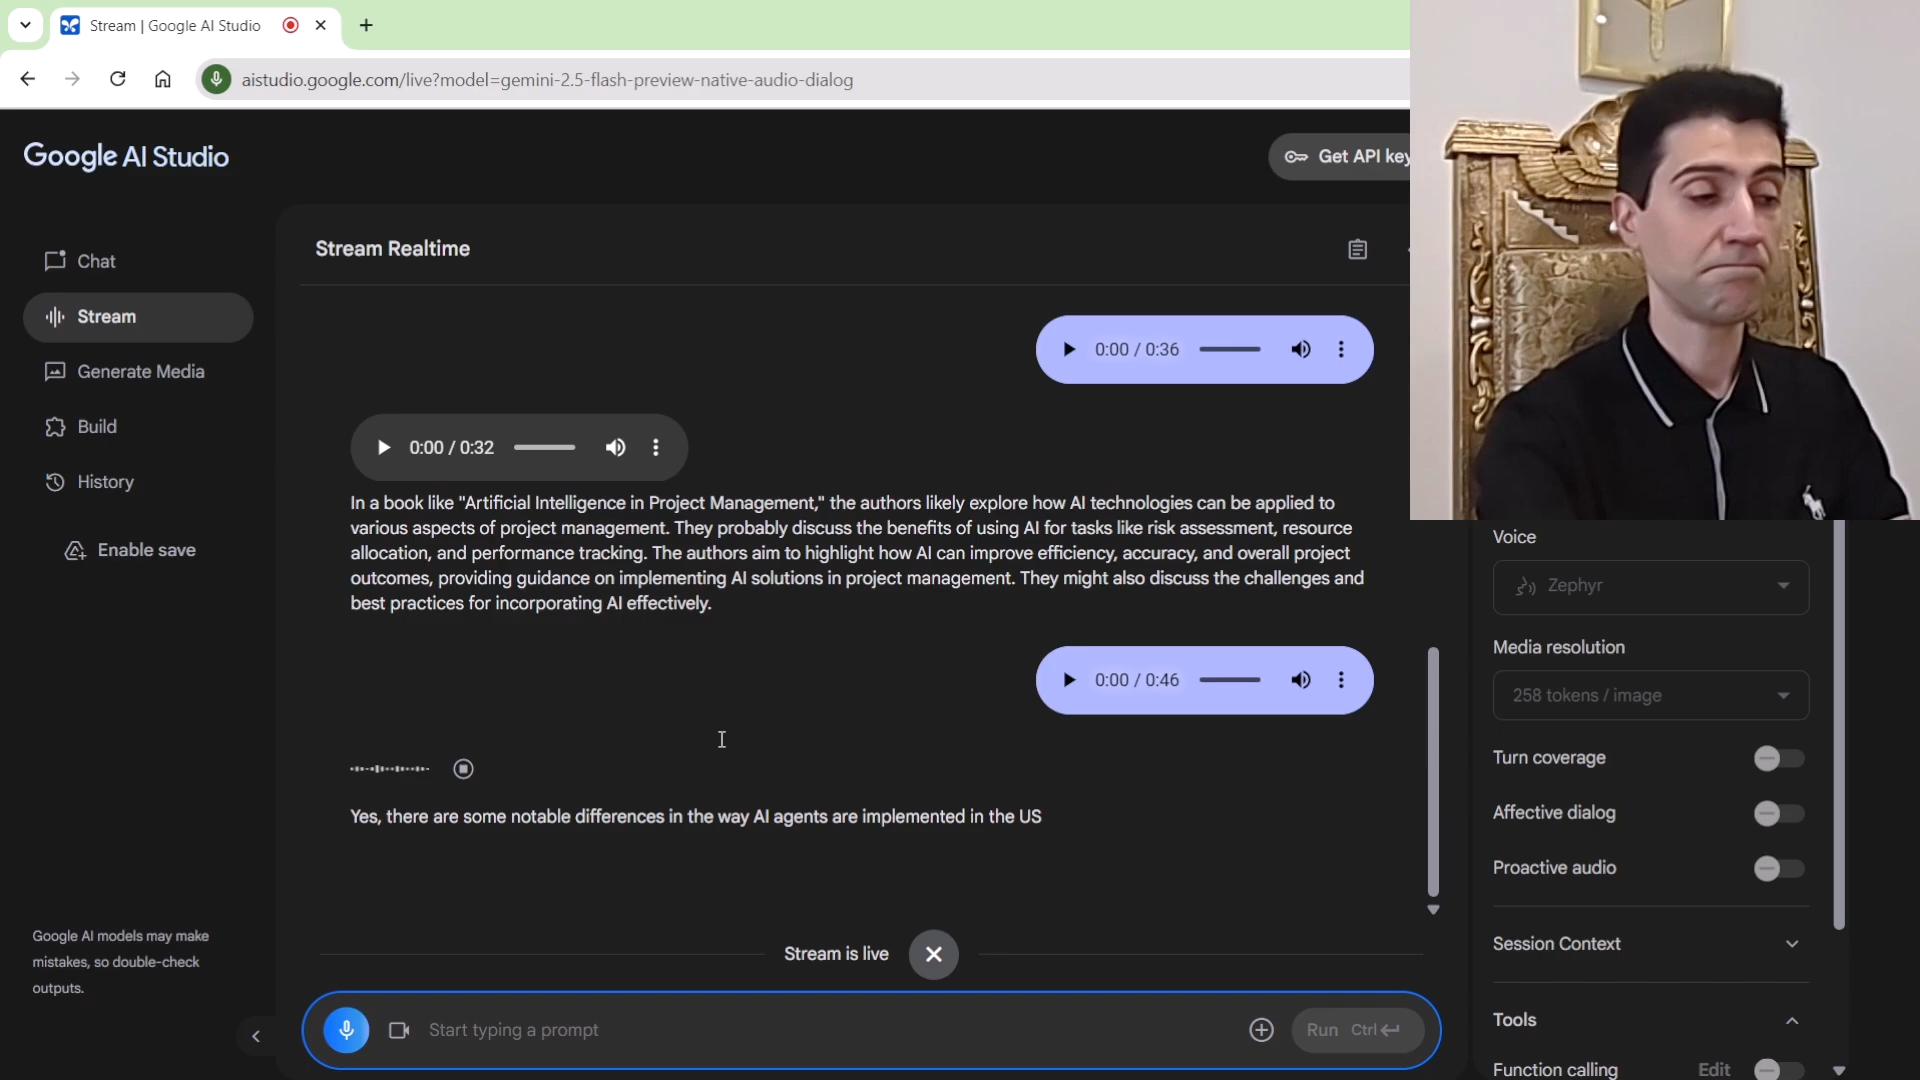 Stream | Google AI Studio
aistudio.google.com/live?model=gemini-2.5-flash-preview-native-audio-dialog
Google AI Studio
Get API key
Chat
Stream
Generate Media
Build
History
Enable save
Google AI models may make
mistakes, so double-check
outputs.
Stream Realtime
0:00 / 0:36
0:00 / 0:32
In a book like "Artificial Intelligence in Project Management," the authors likely explore how AI technologies can be applied to
various aspects of project management. They probably discuss the benefits of using AI for tasks like risk assessment, resource
allocation, and performance tracking. The authors aim to highlight how AI can improve efficiency, accuracy, and overall project
outcomes, providing guidance on implementing AI solutions in project management. They might also discuss the challenges and
best practices for incorporating AI effectively.
0:00 / 0:46
Yes, there are some notable differences in the way AI agents are implemented in the US
Stream is live
Start typing a prompt
Run Ctrl
Voice
Zephyr
Media resolution
258 tokens / image
Turn coverage
Affective dialog
Proactive audio
Session Context
Tools
Function calling Edit